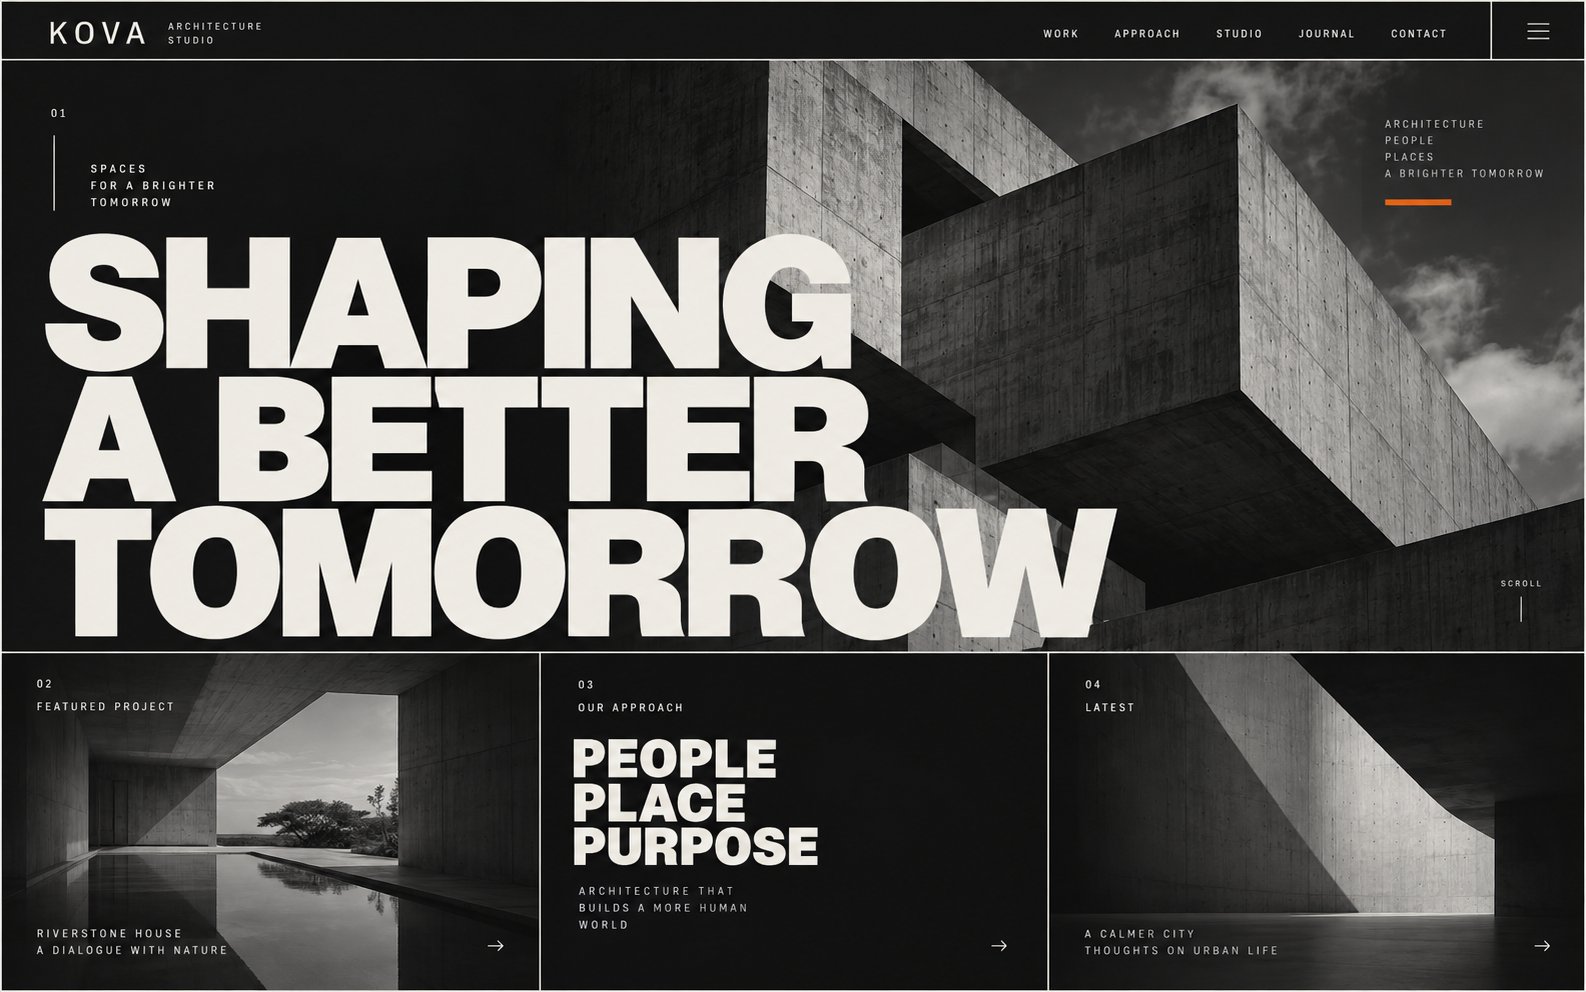 KOVA
ARCHITECTURE
STUDIO
WORK
APPROACH
STUDIO
JOURNAL
CONTACT
01
SPACES
FOR A BRIGHTER
TOMORROW
ARCHITECTURE
PEOPLE
PLACES
A BRIGHTER TOMORROW
SHAPING
A BETTER
TOMORROW
SCROLL
02
FEATURED PROJECT
RIVERSTONE HOUSE
A DIALOGUE WITH NATURE
03
OUR APPROACH
PEOPLE
PLACE
PURPOSE
ARCHITECTURE THAT
BUILDS A MORE HUMAN
WORLD
04
LATEST
A CALMER CITY
THOUGHTS ON URBAN LIFE